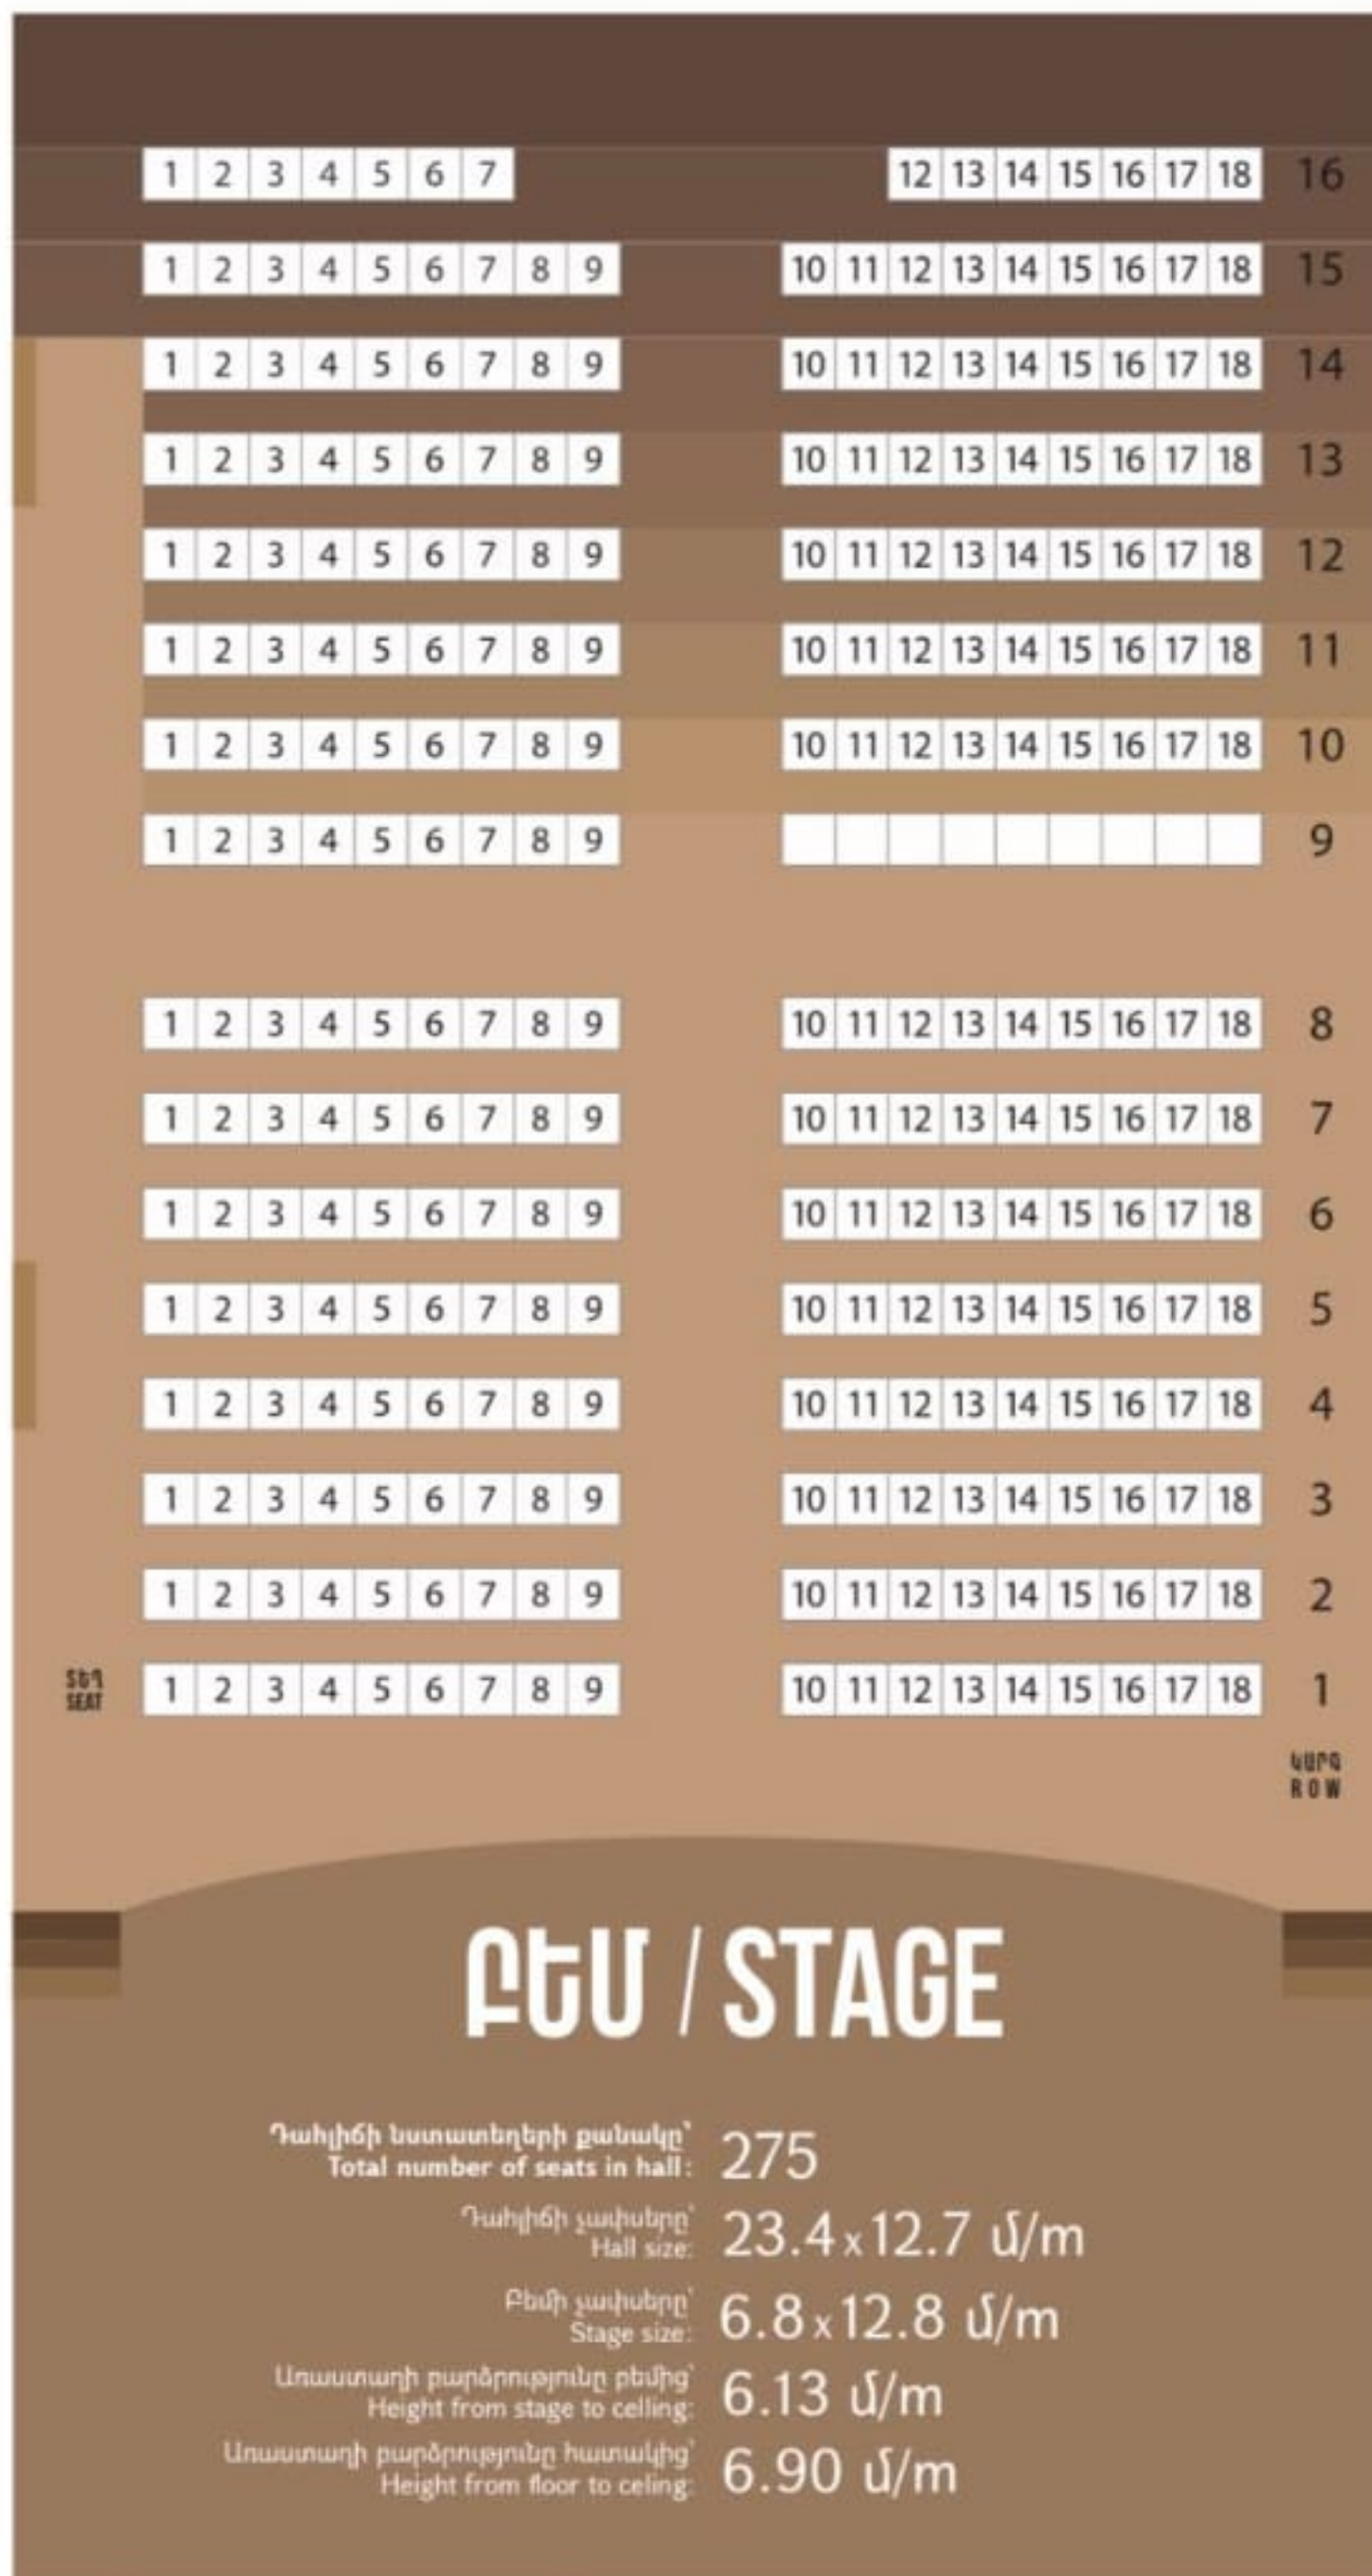 1 2 3 4 5 6 7 12 13 14 15 16 17 18 16
1 2 3 4 5 6 7 8 9 10 11 12 13 14 15 16 17 18 15
1 2 3 4 5 6 7 8 9 10 11 12 13 14 15 16 17 18 14
1 2 3 4 5 6 7 8 9 10 11 12 13 14 15 16 17 18 13
1 2 3 4 5 6 7 8 9 10 11 12 13 14 15 16 17 18 12
1 2 3 4 5 6 7 8 9 10 11 12 13 14 15 16 17 18 11
1 2 3 4 5 6 7 8 9 10 11 12 13 14 15 16 17 18 10
1 2 3 4 5 6 7 8 9 9
1 2 3 4 5 6 7 8 9 10 11 12 13 14 15 16 17 18 8
1 2 3 4 5 6 7 8 9 10 11 12 13 14 15 16 17 18 7
1 2 3 4 5 6 7 8 9 10 11 12 13 14 15 16 17 18 6
1 2 3 4 5 6 7 8 9 10 11 12 13 14 15 16 17 18 5
1 2 3 4 5 6 7 8 9 10 11 12 13 14 15 16 17 18 4
1 2 3 4 5 6 7 8 9 10 11 12 13 14 15 16 17 18 3
1 2 3 4 5 6 7 8 9 10 11 12 13 14 15 16 17 18 2
ՏԵՂ
SEAT
1 2 3 4 5 6 7 8 9 10 11 12 13 14 15 16 17 18 1
ԿԱՐԳ
ROW
ԲԵՄ / STAGE
Դահլիճի նստատեղերի քանակը՝
Total number of seats in hall: 275
Դահլիճի չափսերը՝
Hall size: 23.4 x 12.7 մ/m
Բեմի չափսերը՝
Stage size: 6.8 x 12.8 մ/m
Առաստաղի բարձրությունը բեմից՝
Height from stage to celling: 6.13 մ/m
Առաստաղի բարձրությունը հատակից՝
Height from floor to celing: 6.90 մ/m